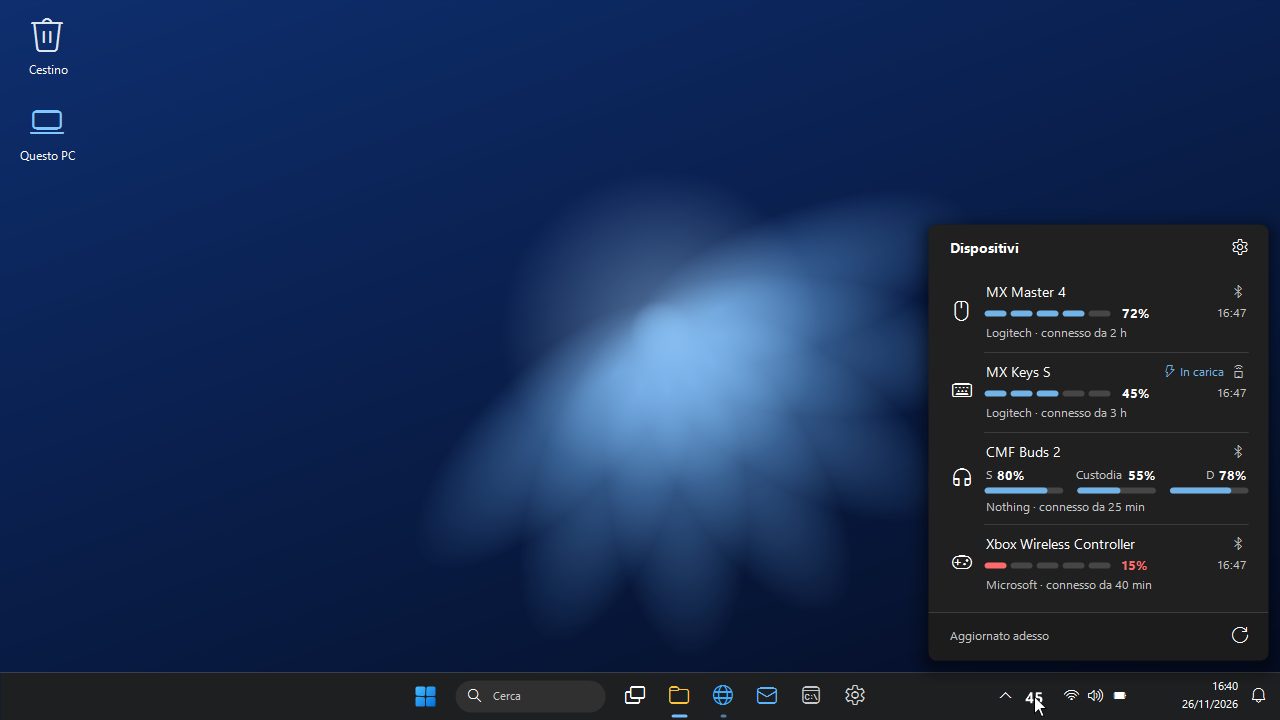 Cestino
Questo PC
Dispositivi
MX Master 4
72%
16:47
Logitech · connesso da 2 h
MX Keys S
In carica
45%
16:47
Logitech · connesso da 3 h
CMF Buds 2
S 80%
Custodia 55%
D 78%
Nothing · connesso da 25 min
Xbox Wireless Controller
15%
16:47
Microsoft · connesso da 40 min
Aggiornato adesso
Cerca
C:\
45
16:40
26/11/2026